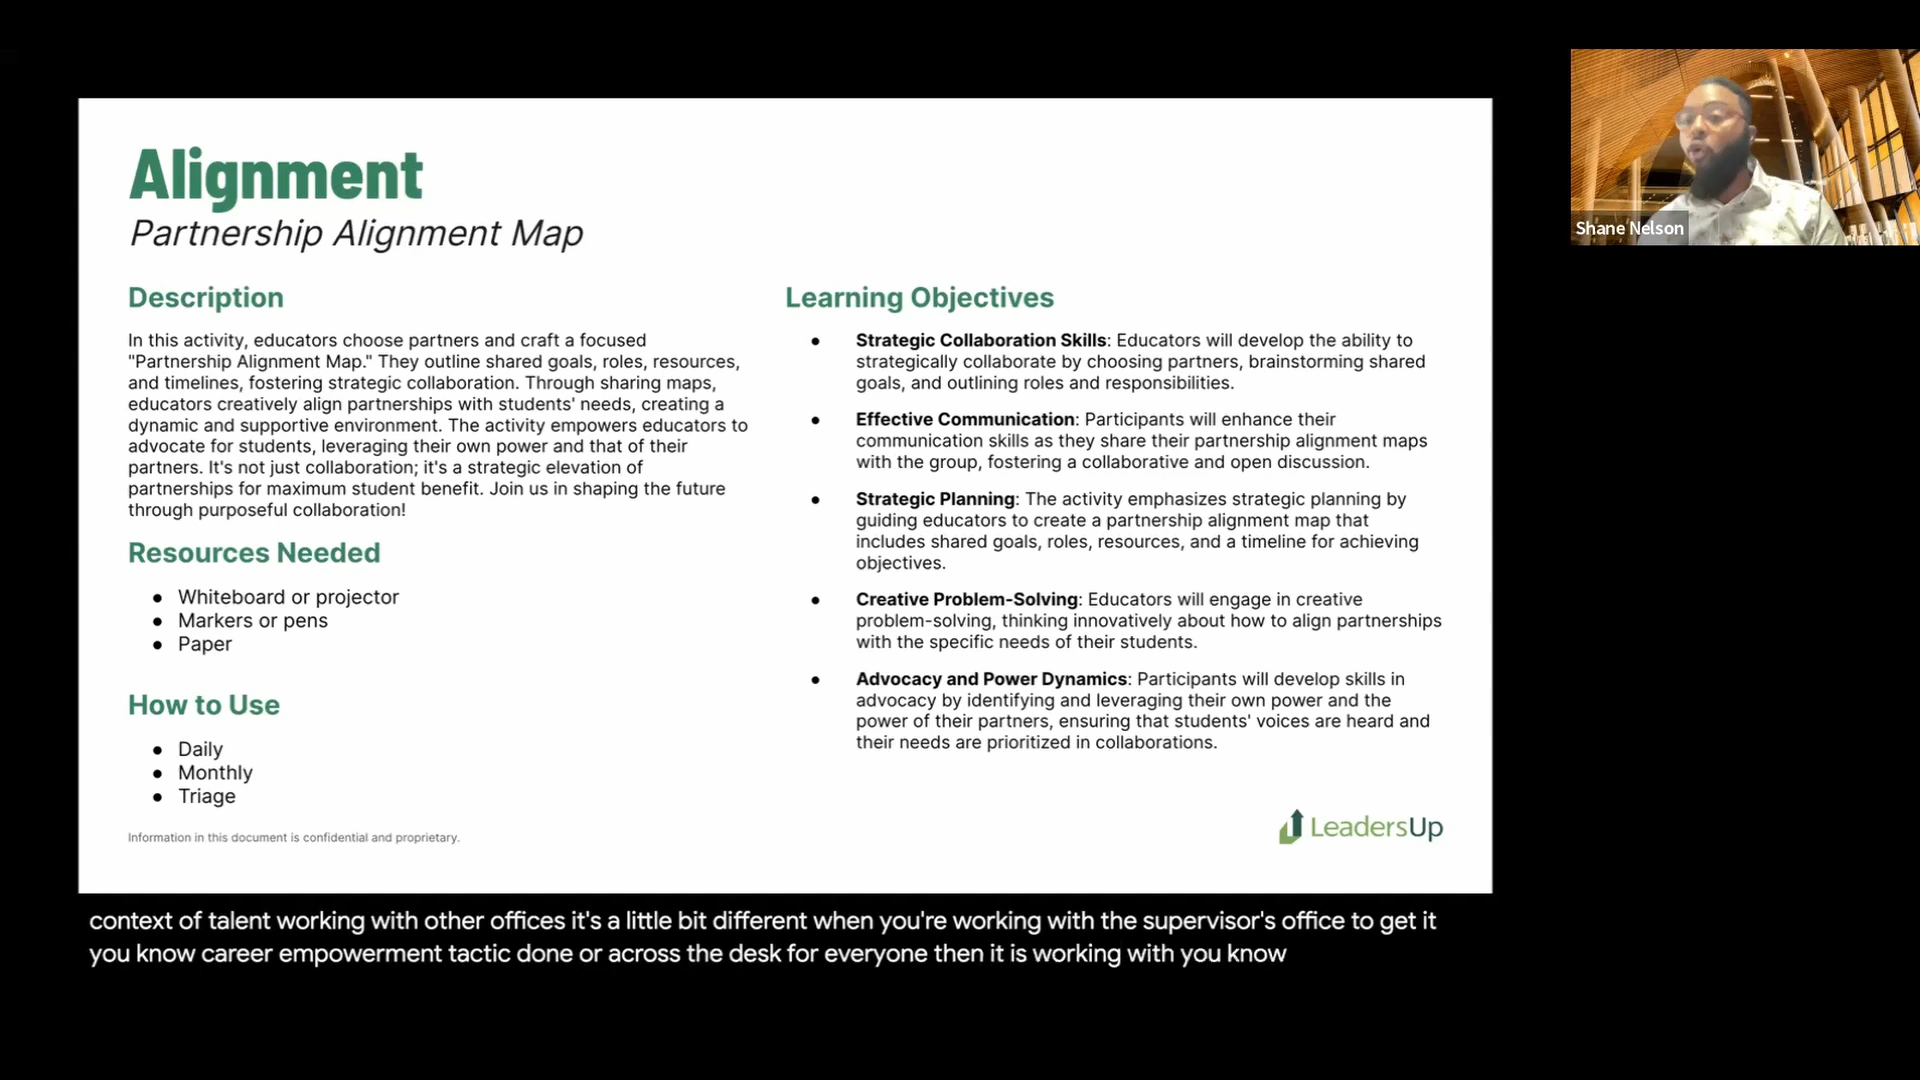 Alignment
Partnership Alignment Map
Description
In this activity, educators choose partners and craft a focused
"Partnership Alignment Map." They outline shared goals, roles, resources,
and timelines, fostering strategic collaboration. Through sharing maps,
educators creatively align partnerships with students' needs, creating a
dynamic and supportive environment. The activity empowers educators to
advocate for students, leveraging their own power and that of their
partners. It's not just collaboration; it's a strategic elevation of
partnerships for maximum student benefit. Join us in shaping the future
through purposeful collaboration!
Resources Needed
● Whiteboard or projector
● Markers or pens
● Paper
How to Use
● Daily
● Monthly
● Triage
Information in this document is confidential and proprietary.
Learning Objectives
● Strategic Collaboration Skills: Educators will develop the ability to
strategically collaborate by choosing partners, brainstorming shared
goals, and outlining roles and responsibilities.
● Effective Communication: Participants will enhance their
communication skills as they share their partnership alignment maps
with the group, fostering a collaborative and open discussion.
● Strategic Planning: The activity emphasizes strategic planning by
guiding educators to create a partnership alignment map that
includes shared goals, roles, resources, and a timeline for achieving
objectives.
● Creative Problem-Solving: Educators will engage in creative
problem-solving, thinking innovatively about how to align partnerships
with the specific needs of their students.
● Advocacy and Power Dynamics: Participants will develop skills in
advocacy by identifying and leveraging their own power and the
power of their partners, ensuring that students' voices are heard and
their needs are prioritized in collaborations.
LeadersUp
Shane Nelson
context of talent working with other offices it's a little bit different when you're working with the supervisor's office to get it
you know career empowerment tactic done or across the desk for everyone then it is working with you know